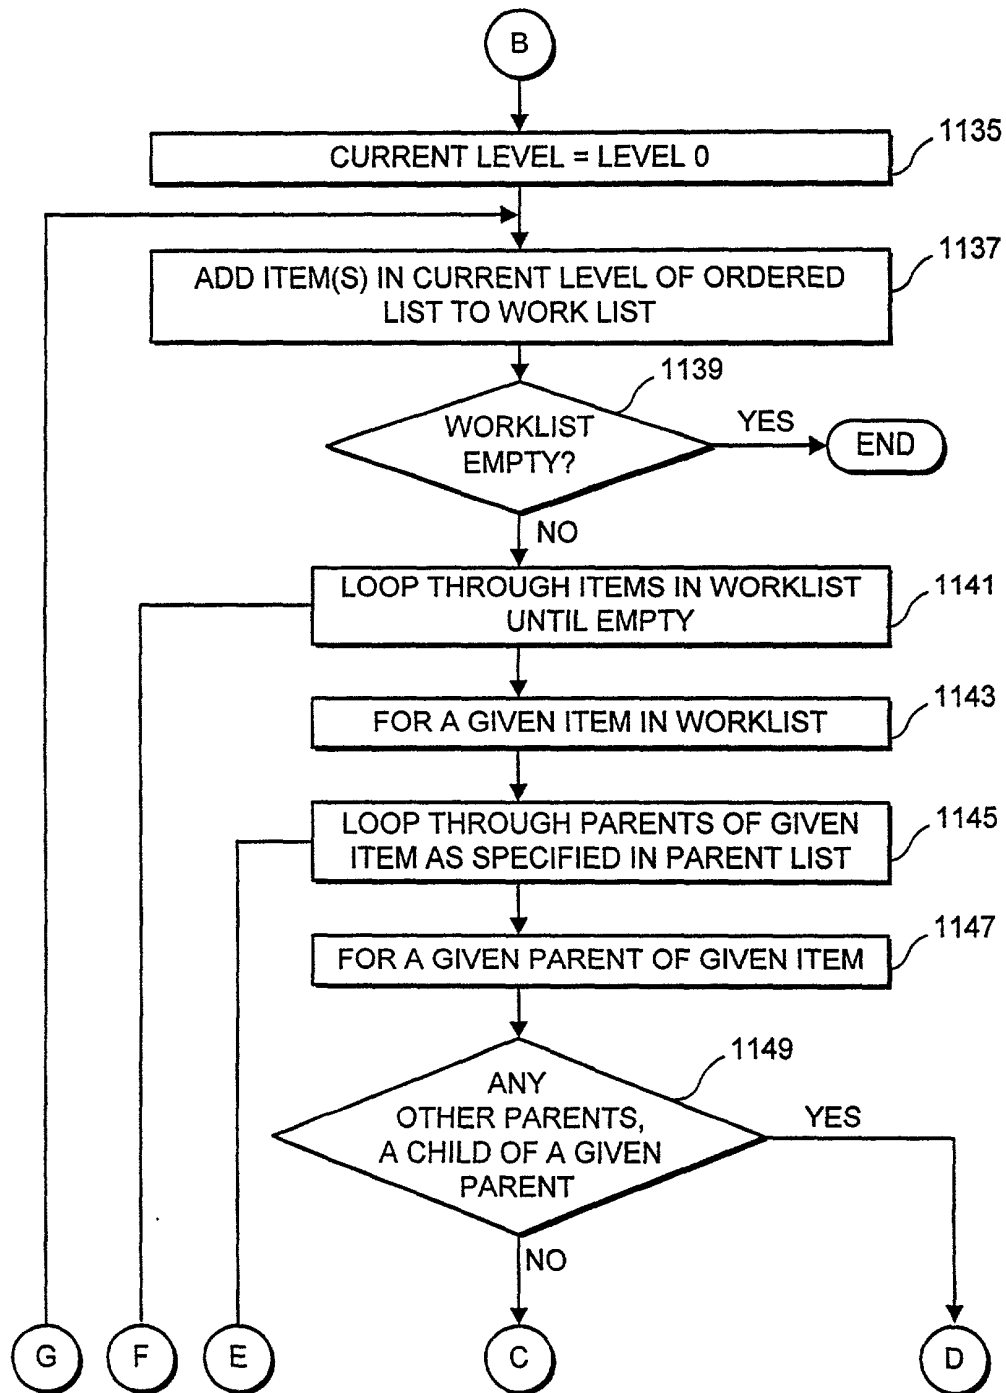 B
CURRENT LEVEL = LEVEL 0
1135
ADD ITEM(S) IN CURRENT LEVEL OF ORDERED
LIST TO WORK LIST
1137
WORKLIST
EMPTY?
1139
YES
END
NO
LOOP THROUGH ITEMS IN WORKLIST
UNTIL EMPTY
1141
FOR A GIVEN ITEM IN WORKLIST
1143
LOOP THROUGH PARENTS OF GIVEN
ITEM AS SPECIFIED IN PARENT LIST
1145
FOR A GIVEN PARENT OF GIVEN ITEM
1147
ANY
OTHER PARENTS,
A CHILD OF A GIVEN
PARENT
1149
YES
NO
G
F
E
C
D